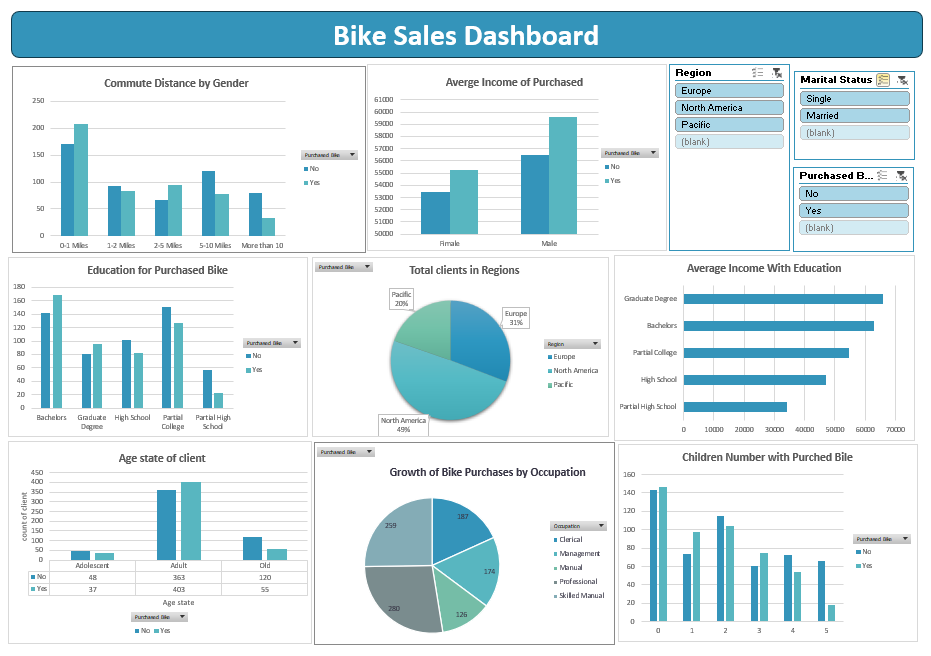 Bike Sales Dashboard
Commute Distance by Gender
250
200
150
100
50
0
0-1 Miles 1-2 Miles 2-5 Miles 5-10 Miles More than 10
Purchased Bike
No
Yes
Averge Income of Purchased
61000
60000
59000
58000
57000
56000
55000
54000
53000
52000
51000
50000
Fmale Male
Purchased Bike
No
Yes
Region
Europe
North America
Pacific
(blank)
Marital Status
Single
Married
(blank)
Purchased B...
No
Yes
(blank)
Education for Purchased Bike
180
160
140
120
100
80
60
40
20
0
Bachelors Graduate Degree High School Partial College Partial High School
Purchased Bike
No
Yes
Purchased Bike
Total clients in Regions
Pacific
20%
Europe
31%
North America
49%
Region
Europe
North America
Pacific
Average Income With Education
Graduate Degree
Bachelors
Partial College
High School
Partial High School
0 10000 20000 30000 40000 50000 60000 70000
Age state of client
count of client
450
400
350
300
250
200
150
100
50
0
Adolescent Adult Old
No 48 363 120
Yes 37 403 55
Age state
Purchased Bike
No Yes
Purchased Bike
Growth of Bike Purchases by Occupation
187
174
126
280
259
Occupation
Clerical
Management
Manual
Professional
Skilled Manual
Children Number with Purched Bile
160
140
120
100
80
60
40
20
0
0 1 2 3 4 5
Purchased Bike
No
Yes